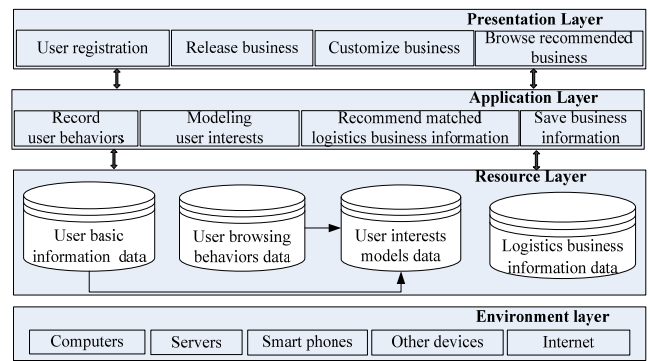 Presentation Layer
User registration
Release business
Customize business
Browse recommended
business
Application Layer
Record
user behaviors
Modeling
user interests
Recommend matched
logistics business information
Save business
information
Resource Layer
User basic
information data
User browsing
behaviors data
User interests
models data
Logistics business
information data
Environment layer
Computers
Servers
Smart phones
Other devices
Internet